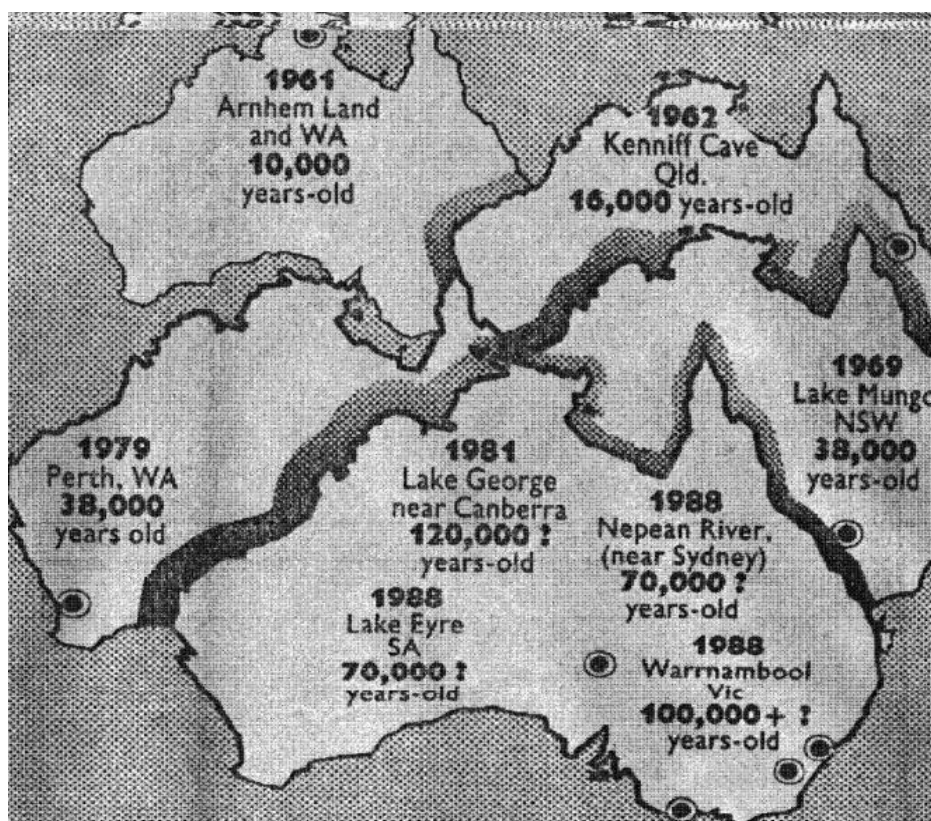 1961
Arnhem Land
and WA
10,000
years-old
1962
Kenniff Cave
Qld.
16,000 years-old
1969
Lake Mungo
NSW
38,000
years-old
1979
Perth, WA
38,000
years old
1981
Lake George
near Canberra
120,000 ?
years-old
1988
Nepean River,
(near Sydney)
70,000 ?
years-old
1988
Lake Eyre
SA
70,000 ?
years-old
1988
Warrnambool
Vic
100,000 + ?
years-old